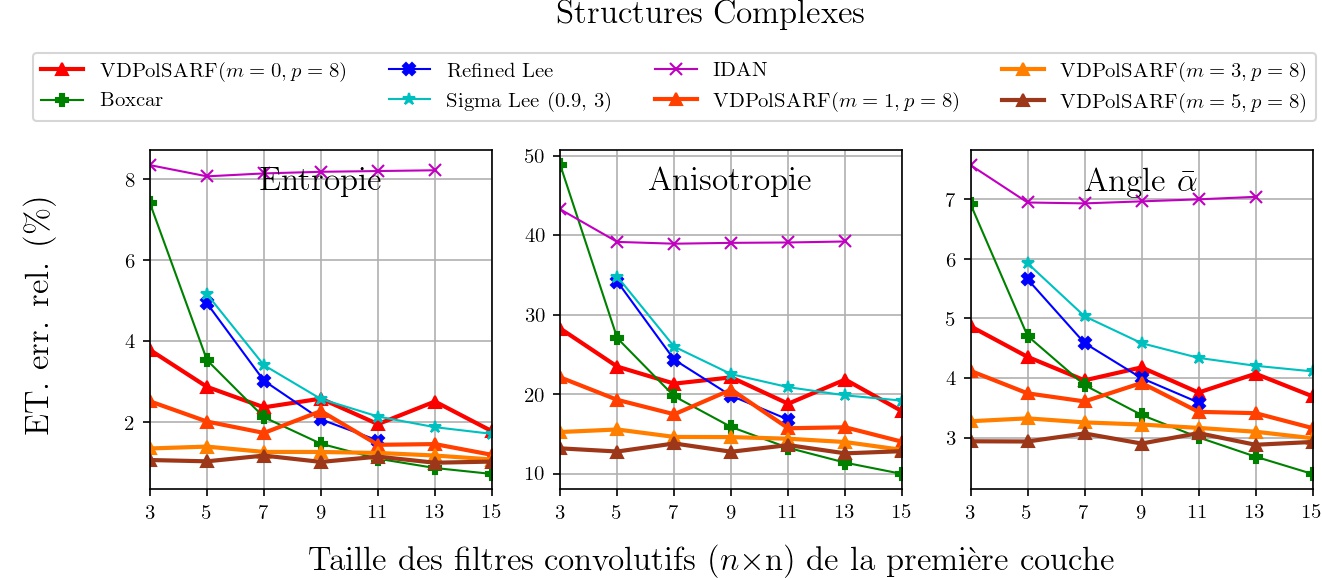 Structures Complexes
VDPolSARF(m = 0, p = 8) Refined Lee IDAN VDPolSARF(m = 3, p = 8)
Boxcar Sigma Lee (0.9, 3) VDPolSARF(m = 1, p = 8) VDPolSARF(m = 5, p = 8)
ET. err. rel. (%)
Entropie
8
6
4
2
3 5 7 9 11 13 15
Anisotropie
50
40
30
20
10
3 5 7 9 11 13 15
Angle ᾱ
7
6
5
4
3
3 5 7 9 11 13 15
Taille des filtres convolutifs (n×n) de la première couche